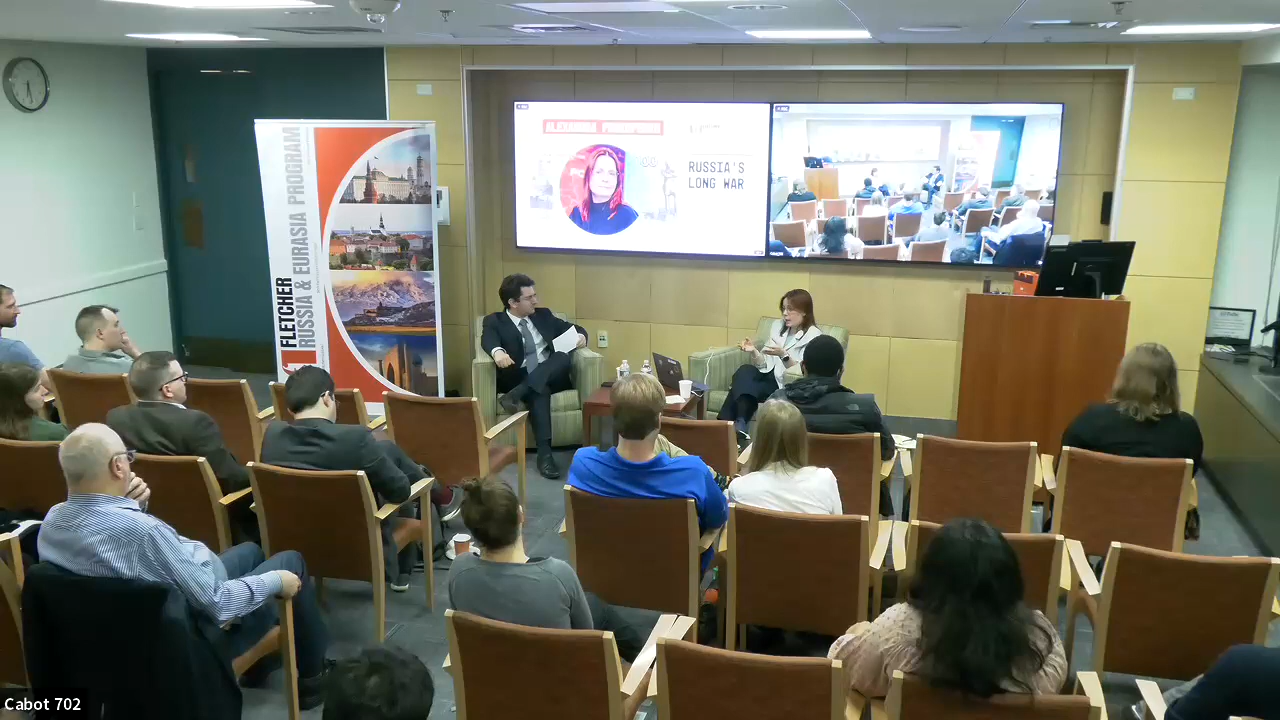 ALEXANDRA PROKOPENKO
RUSSIA'S
LONG WAR
FLETCHER
RUSSIA & EURASIA PROGRAM
Cabot 702